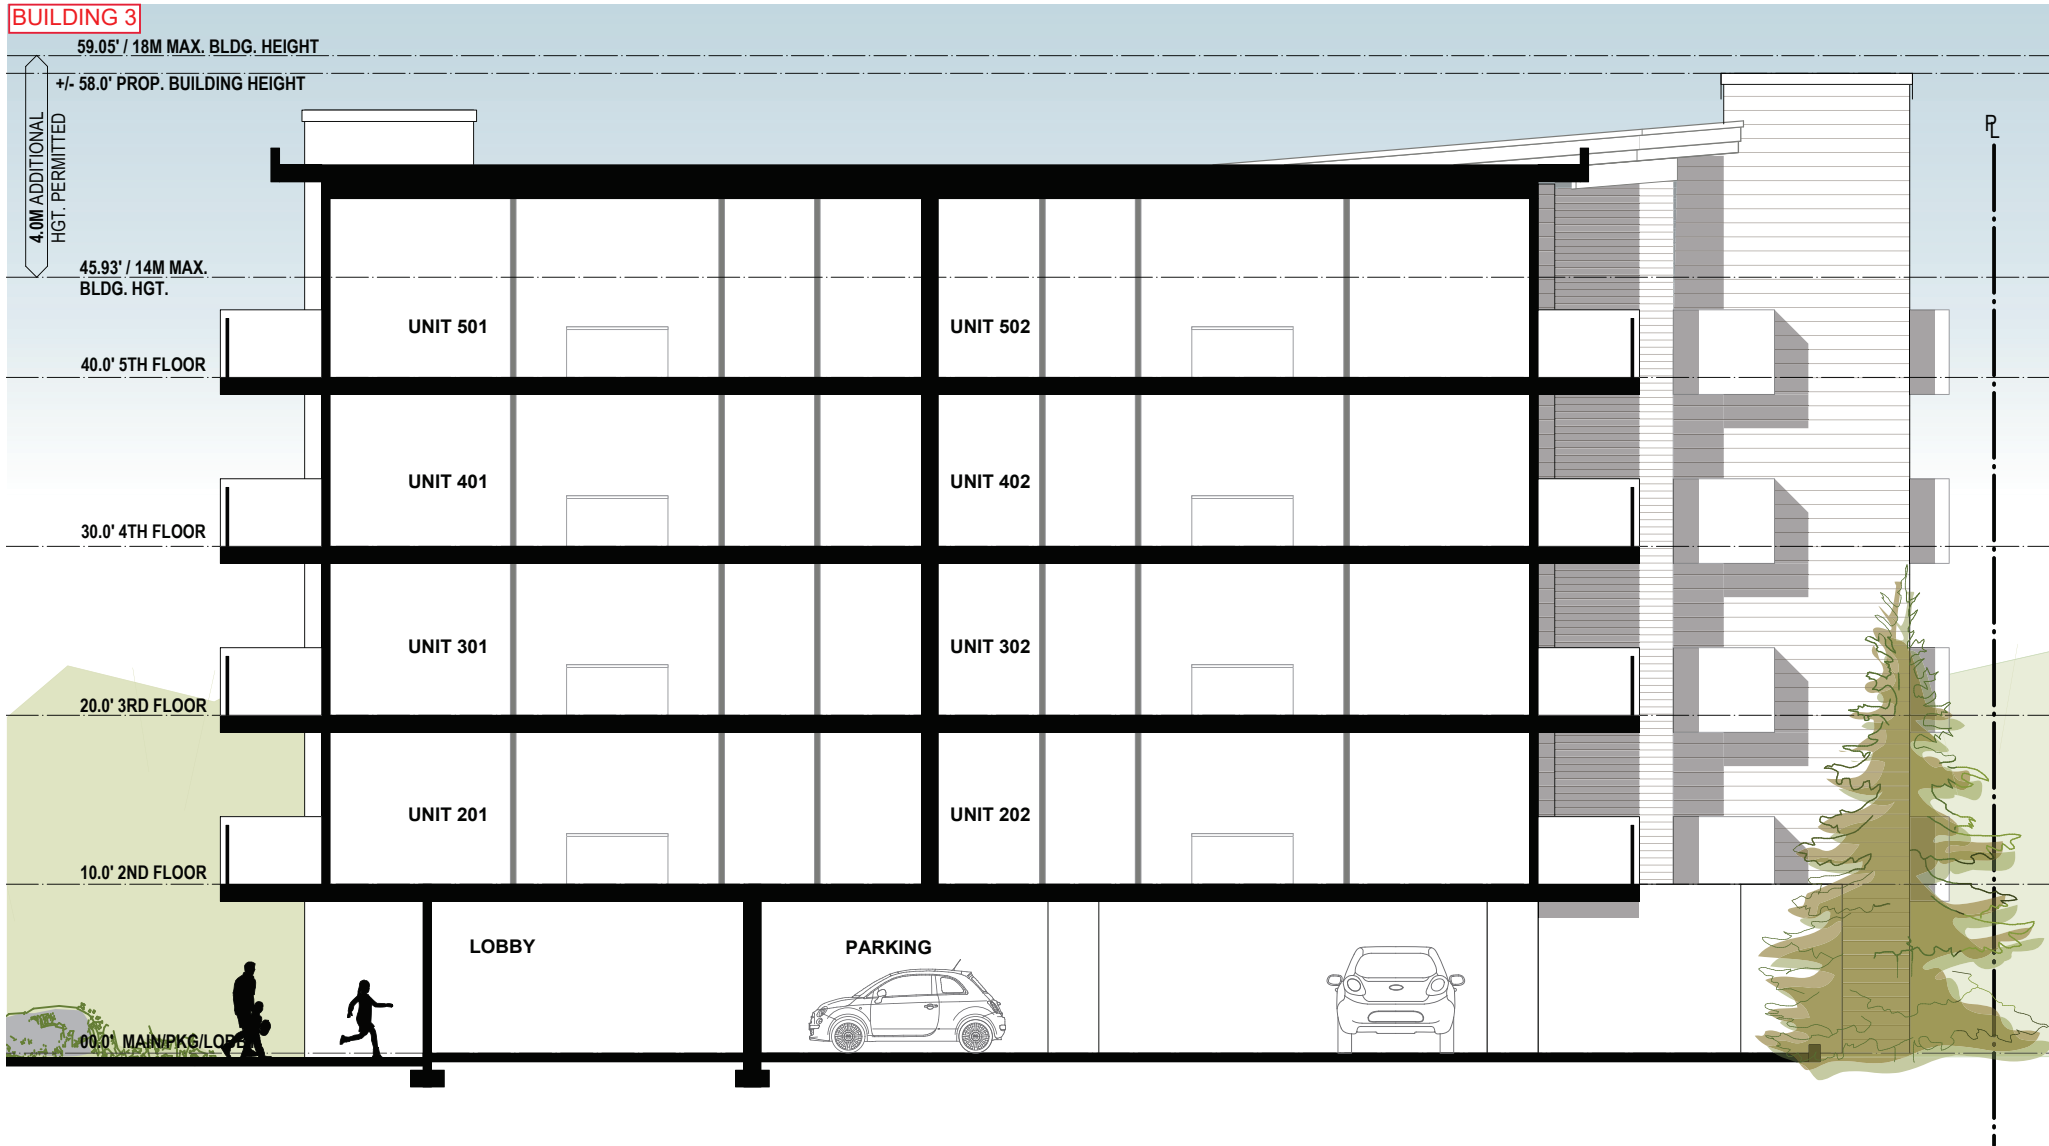 BUILDING 3
59.05' / 18M MAX. BLDG. HEIGHT
+/- 58.0' PROP. BUILDING HEIGHT
4.0M ADDITIONAL
HGT. PERMITTED
45.93' / 14M MAX.
BLDG. HGT.
PL
UNIT 501
UNIT 502
40.0' 5TH FLOOR
UNIT 401
UNIT 402
30.0' 4TH FLOOR
UNIT 301
UNIT 302
20.0' 3RD FLOOR
UNIT 201
UNIT 202
10.0' 2ND FLOOR
LOBBY
PARKING
00.0' MAIN/PKG/LOBBY